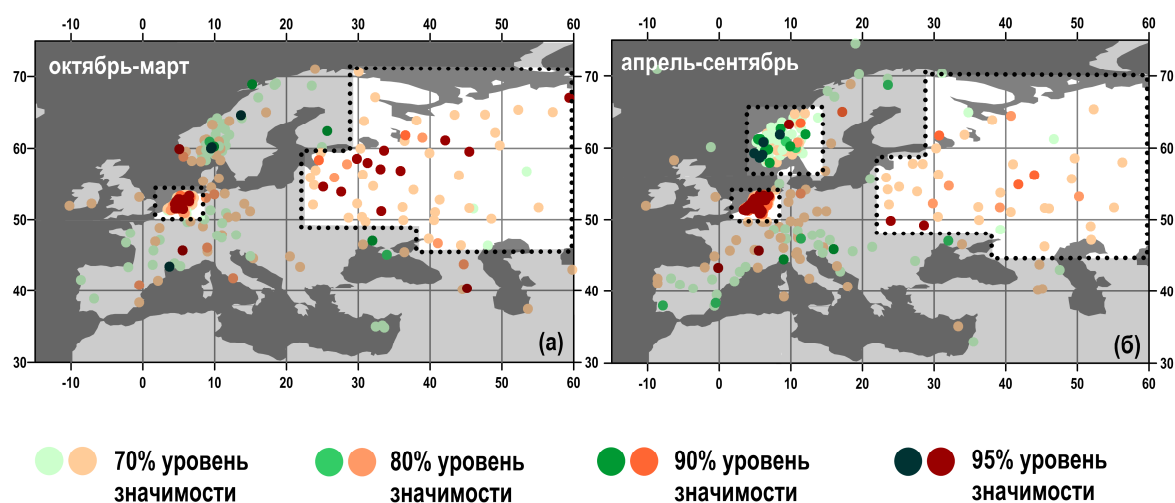 -10 0 10 20 30 40 50 60
-10 0 10 20 30 40 50 60
октябрь-март
апрель-сентябрь
70
60
50
40
30
70
60
50
40
30
(а)
(б)
-10 0 10 20 30 40 50 60
-10 0 10 20 30 40 50 60
70% уровень
значимости
80% уровень
значимости
90% уровень
значимости
95% уровень
значимости